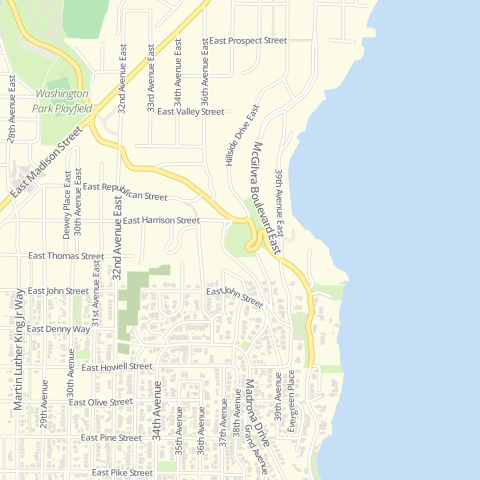 East Prospect Street
32nd Avenue East
33rd Avenue East
34th Avenue East
36th Avenue East
28th Avenue East
Washington
Park Playfield
East Valley Street
Hillside Drive East
East Madison Street
McGilvra Boulevard East
39th Avenue East
Dewey Place East
30th Avenue East
East Republican Street
32nd Avenue East
East Harrison Street
East Thomas Street
31st Avenue East
East John Street
East John Street
Martin Luther King Jr Way
East Denny Way
East Howell Street
29th Avenue
30th Avenue
34th Avenue
35th Avenue
36th Avenue
37th Avenue
38th Avenue
Madrona Drive
Grand Avenue
39th Avenue
Evergreen Place
East Olive Street
East Pine Street
East Pike Street